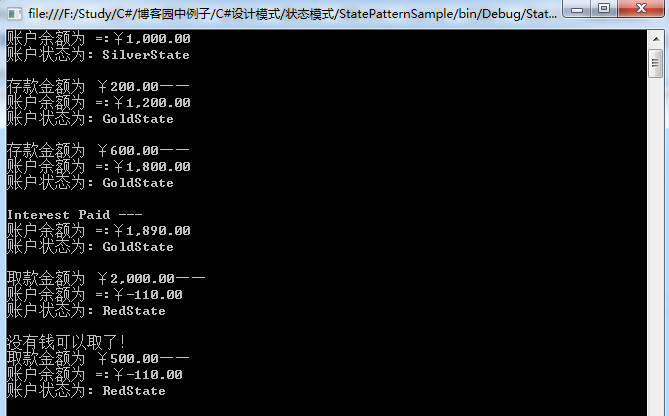 file:///F:/Study/C#/博客园中例子/C#设计模式/状态模式/StatePatternSample/bin/Debug/Stat...
账户余额为 =:￥1,000.00
账户状态为: SilverState
存款金额为 ￥200.00——
账户余额为 =:￥1,200.00
账户状态为: GoldState
存款金额为 ￥600.00——
账户余额为 =:￥1,800.00
账户状态为: GoldState
Interest Paid ---
账户余额为 =:￥1,890.00
账户状态为: GoldState
取款金额为 ￥2,000.00——
账户余额为 =:￥-110.00
账户状态为: RedState
没有钱可以取了!
取款金额为 ￥500.00——
账户余额为 =:￥-110.00
账户状态为: RedState